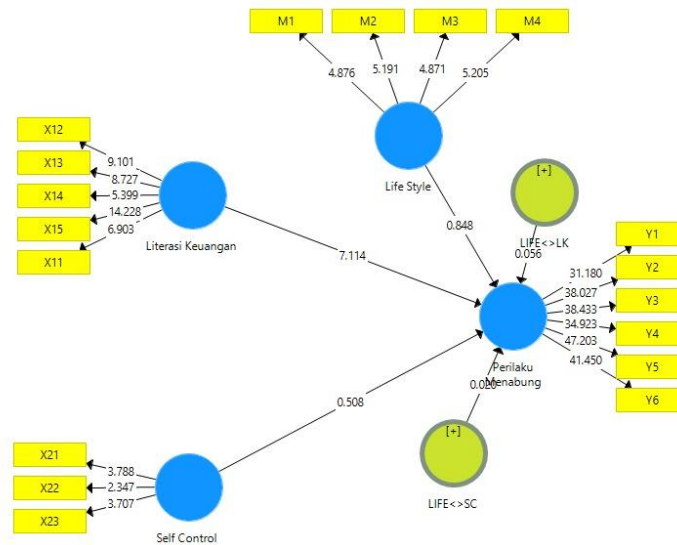 M1
M2
M3
M4
4.876
5.191
4.871
5.205
Life Style
X12
X13
X14
X15
X11
9.101
8.727
5.399
14.228
6.903
Literasi Keuangan
7.114
0.848
[+]
LIFE<>LK
0.056
Y1
Y2
Y3
Y4
Y5
Y6
31.180
38.027
38.433
34.923
47.203
41.450
Perilaku
Menabung
0.508
0.020
[+]
LIFE<>SC
X21
X22
X23
3.788
2.347
3.707
Self Control